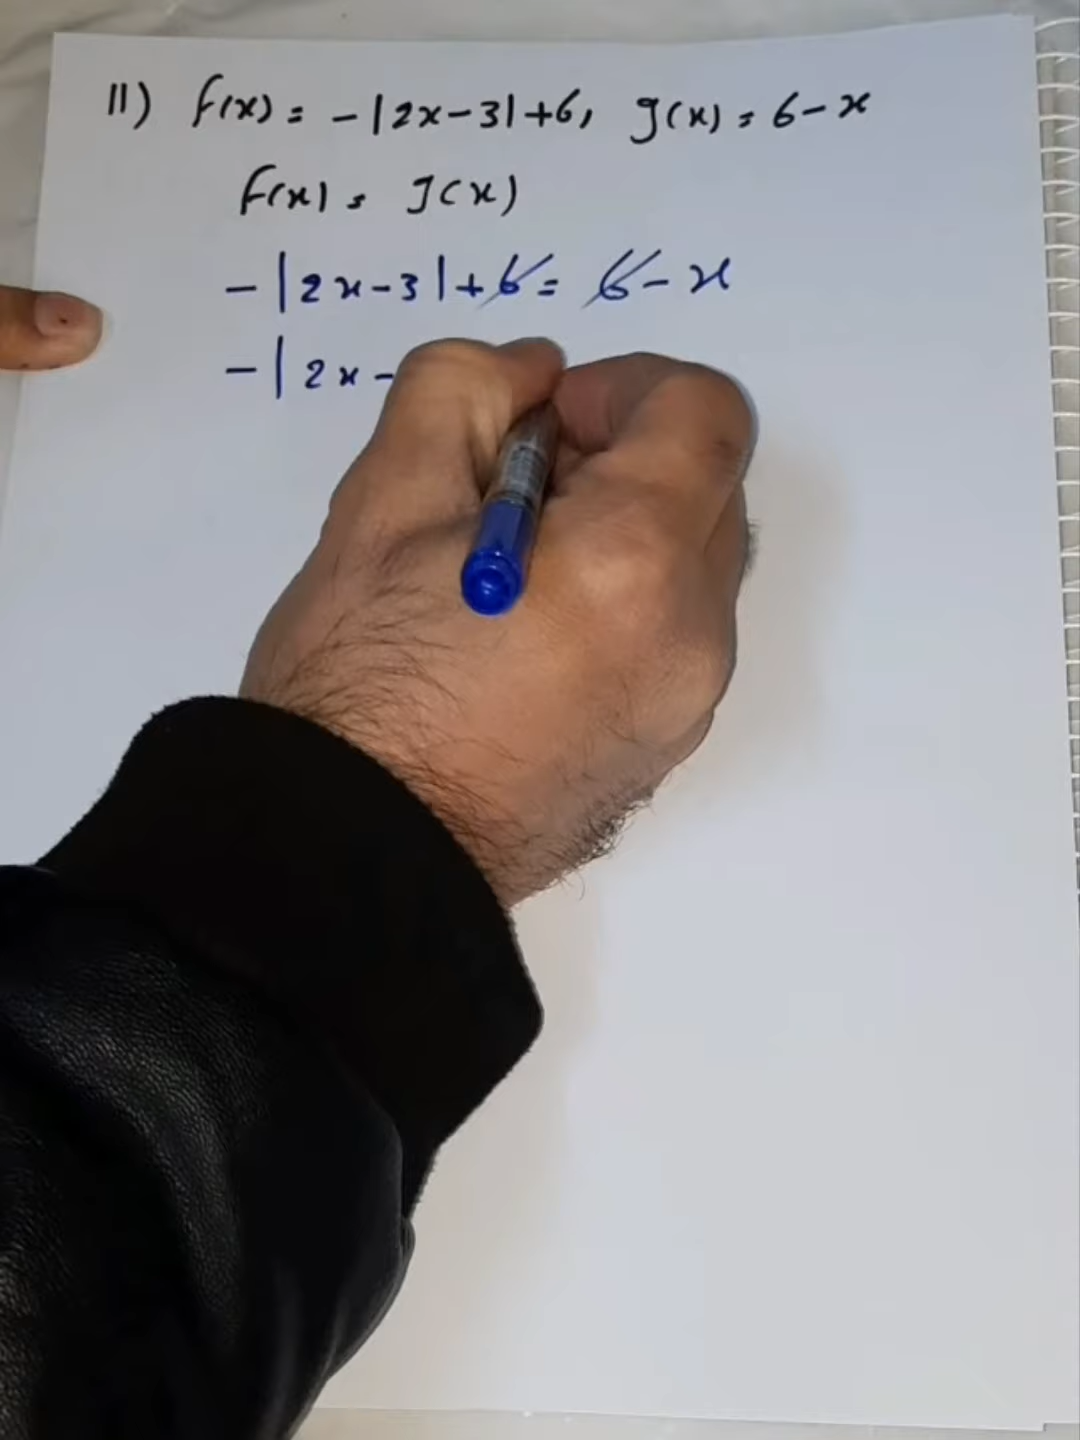 11) f(x) = -|2x-3|+6, g(x) = 6-x
f(x) = g(x)
-|2x-3|+6 = 6-x
-|2x-